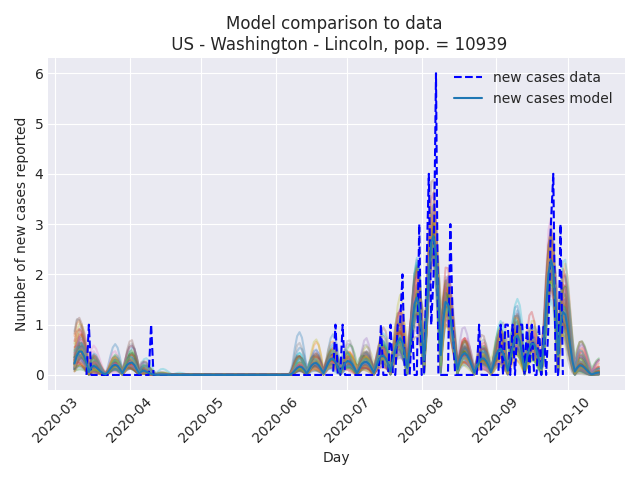 Model comparison to data
US - Washington - Lincoln, pop. = 10939
new cases data
new cases model
Number of new cases reported
6
5
4
3
2
1
0
2020-03
2020-04
2020-05
2020-06
2020-07
2020-08
2020-09
2020-10
Day